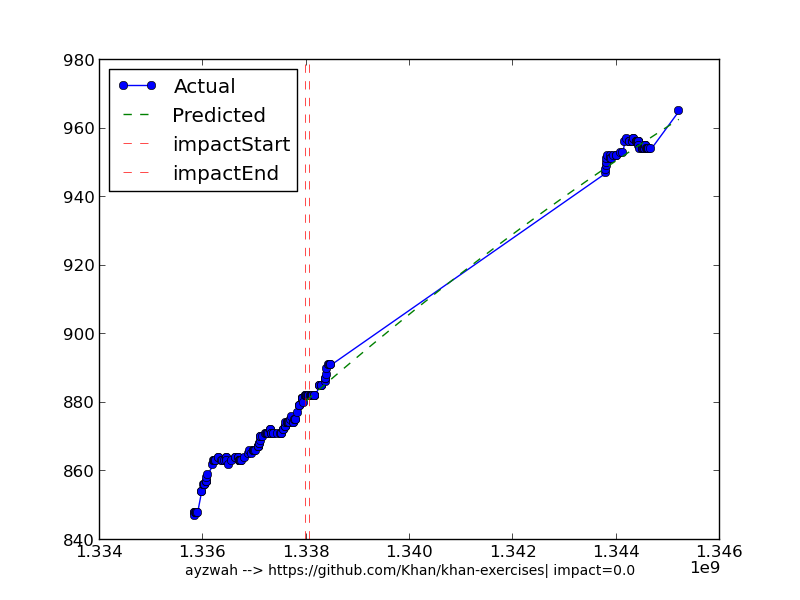 980
960
940
920
900
880
860
840
Actual
Predicted
impactStart
impactEnd
1.334 1.336 1.338 1.340 1.342 1.344 1.346
1e9
ayzwah --> https://github.com/Khan/khan-exercises| impact=0.0